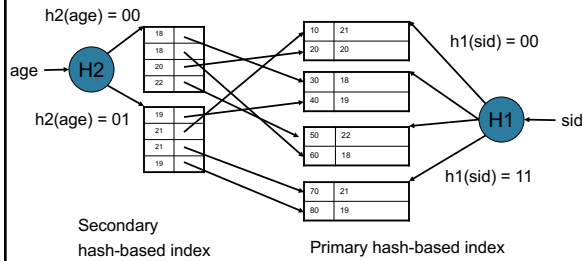 h2(age) = 00
age
H2
h2(age) = 01
18
18
20
22
19
21
21
19
Secondary
hash-based index
10 21
20 20
30 18
40 19
50 22
60 18
70 21
80 19
Primary hash-based index
h1(sid) = 00
H1
sid
h1(sid) = 11